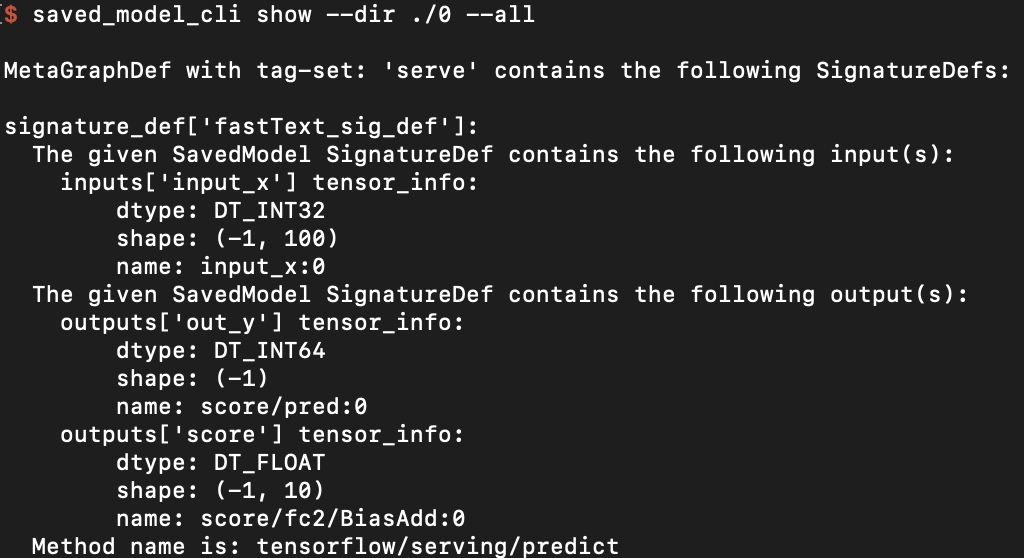 $ saved_model_cli show --dir ./0 --all
MetaGraphDef with tag-set: 'serve' contains the following SignatureDefs:
signature_def['fastText_sig_def']:
The given SavedModel SignatureDef contains the following input(s):
inputs['input_x'] tensor_info:
dtype: DT_INT32
shape: (-1, 100)
name: input_x:0
The given SavedModel SignatureDef contains the following output(s):
outputs['out_y'] tensor_info:
dtype: DT_INT64
shape: (-1)
name: score/pred:0
outputs['score'] tensor_info:
dtype: DT_FLOAT
shape: (-1, 10)
name: score/fc2/BiasAdd:0
Method name is: tensorflow/serving/predict